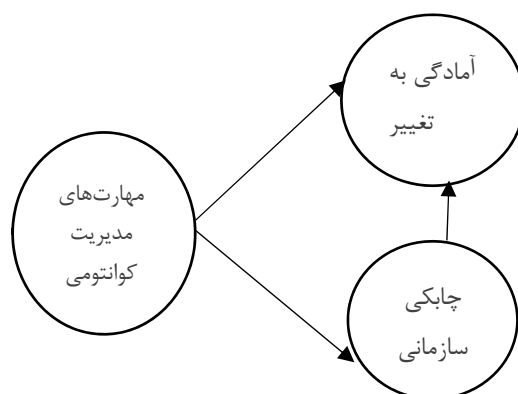 آمادگی به
تغییر
مهارت‌های
مدیریت
کوانتومی
چابکی
سازمانی